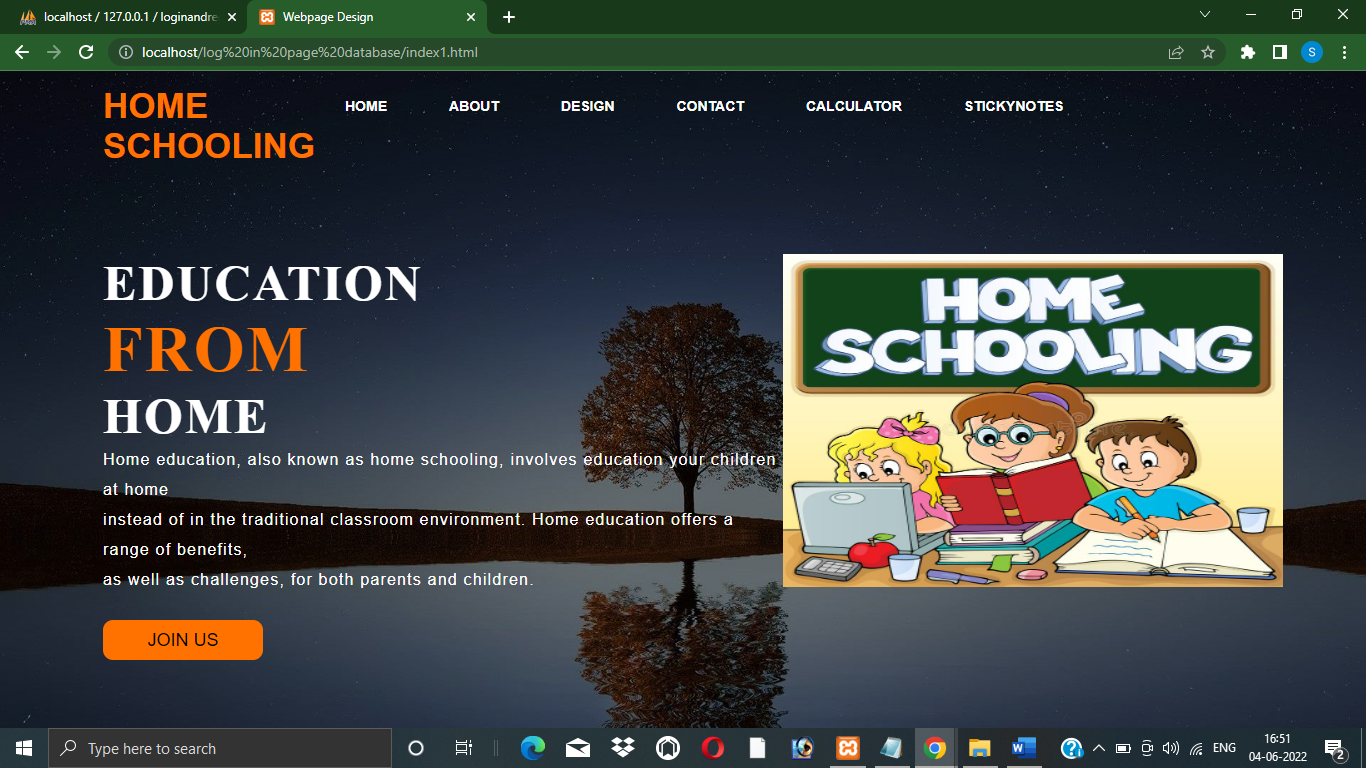 localhost / 127.0.0.1 / loginandre
Webpage Design
localhost/log%20in%20page%20database/index1.html
S
HOME
SCHOOLING
HOME ABOUT DESIGN CONTACT CALCULATOR STICKYNOTES
EDUCATION
FROM
HOME
HOME
SCHOOLING
Home education, also known as home schooling, involves education your children
at home
instead of in the traditional classroom environment. Home education offers a
range of benefits,
as well as challenges, for both parents and children.
JOIN US
Type here to search
ENG
16:51
04-06-2022
2